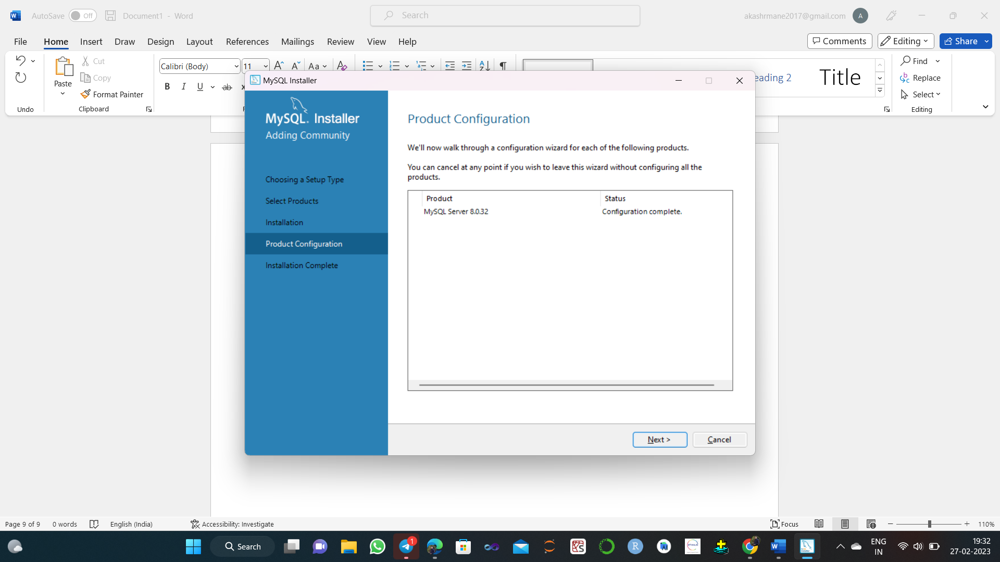 AutoSave Off Document1 - Word
Search
akashrmane2017@gmail.com A
File Home Insert Draw Design Layout References Mailings Review View Help
Comments Editing Share
Paste
Cut
Copy
Format Painter
Undo
Clipboard
Calibri (Body) 11
Aa
B I U ab
eading 2
Title
Find
Replace
Select
Editing
MySQL Installer
MySQL. Installer
Adding Community
Choosing a Setup Type
Select Products
Installation
Product Configuration
Installation Complete
Product Configuration
We'll now walk through a configuration wizard for each of the following products.
You can cancel at any point if you wish to leave this wizard without configuring all the
products.
Product Status
MySQL Server 8.0.32 Configuration complete.
Next > Cancel
Page 9 of 9 0 words English (India) Accessibility: Investigate
Focus 110%
Search
1
ENG
IN
19:32
27-02-2023